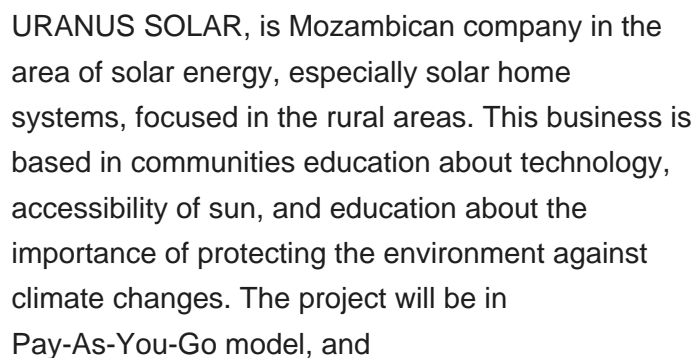 URANUS SOLAR, is Mozambican company in the
area of solar energy, especially solar home
systems, focused in the rural areas. This business is
based in communities education about technology,
accessibility of sun, and education about the
importance of protecting the environment against
climate changes. The project will be in
Pay-As-You-Go model, and